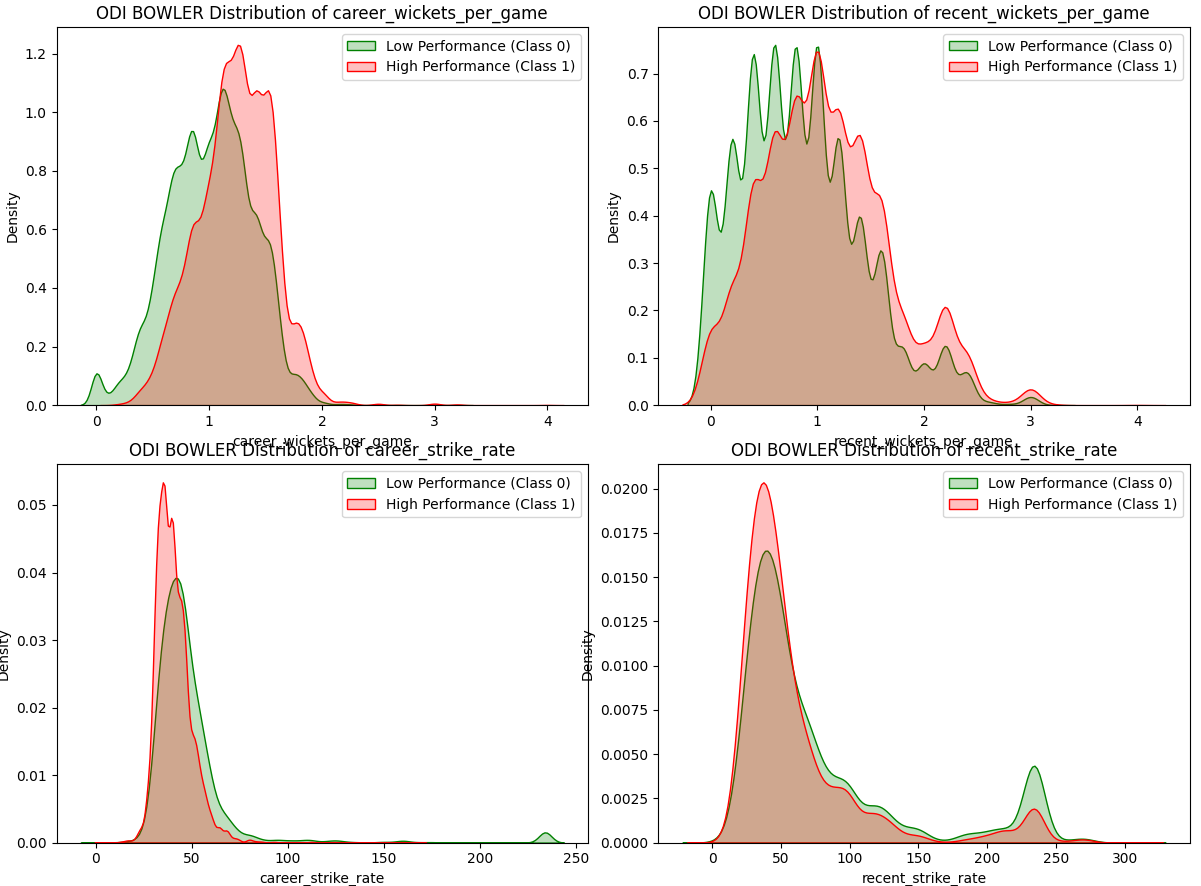 ODI BOWLER Distribution of career_wickets_per_game
Low Performance (Class 0)
High Performance (Class 1)
Density
1.2
1.0
0.8
0.6
0.4
0.2
0.0
0
1
2
3
4
career_wickets_per_game
ODI BOWLER Distribution of recent_wickets_per_game
Low Performance (Class 0)
High Performance (Class 1)
Density
0.7
0.6
0.5
0.4
0.3
0.2
0.1
0.0
0
1
2
3
4
recent_wickets_per_game
ODI BOWLER Distribution of career_strike_rate
Low Performance (Class 0)
High Performance (Class 1)
Density
0.05
0.04
0.03
0.02
0.01
0.00
0
50
100
150
200
250
career_strike_rate
ODI BOWLER Distribution of recent_strike_rate
Low Performance (Class 0)
High Performance (Class 1)
Density
0.0200
0.0175
0.0150
0.0125
0.0100
0.0075
0.0050
0.0025
0.0000
0
50
100
150
200
250
300
recent_strike_rate